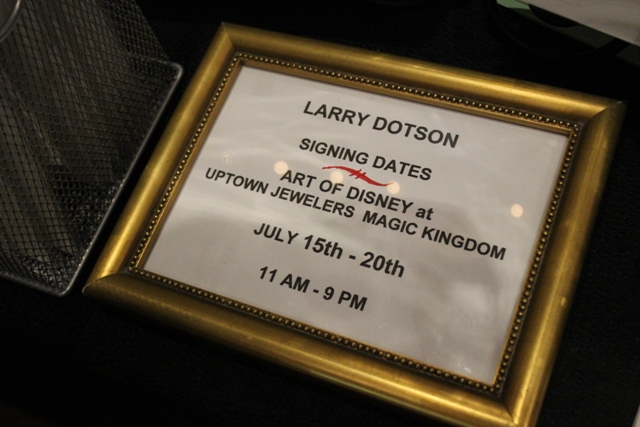 LARRY DOTSON
SIGNING DATES
ART OF DISNEY at
UPTOWN JEWELERS MAGIC KINGDOM
JULY 15th - 20th
11 AM - 9 PM